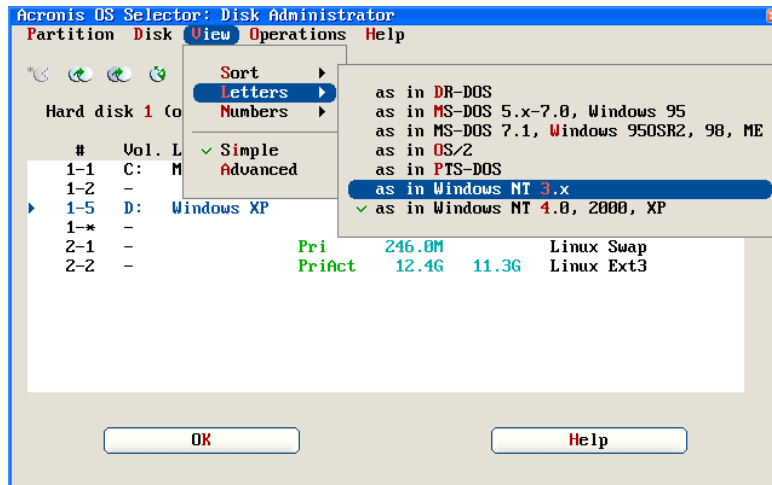 Acronis OS Selector: Disk Administrator
Partition Disk View Operations Help
Sort
Letters
Numbers
Simple
Advanced
as in DR-DOS
as in MS-DOS 5.x-7.0, Windows 95
as in MS-DOS 7.1, Windows 95OSR2, 98, ME
as in OS/2
as in PTS-DOS
as in Windows NT 3.x
as in Windows NT 4.0, 2000, XP
Hard disk 1 (o
# Vol. L
1-1 C: M
1-2 -
1-5 D: Windows XP
1-* -
2-1 - Pri 246.0M Linux Swap
2-2 - PriAct 12.4G 11.3G Linux Ext3
OK Help